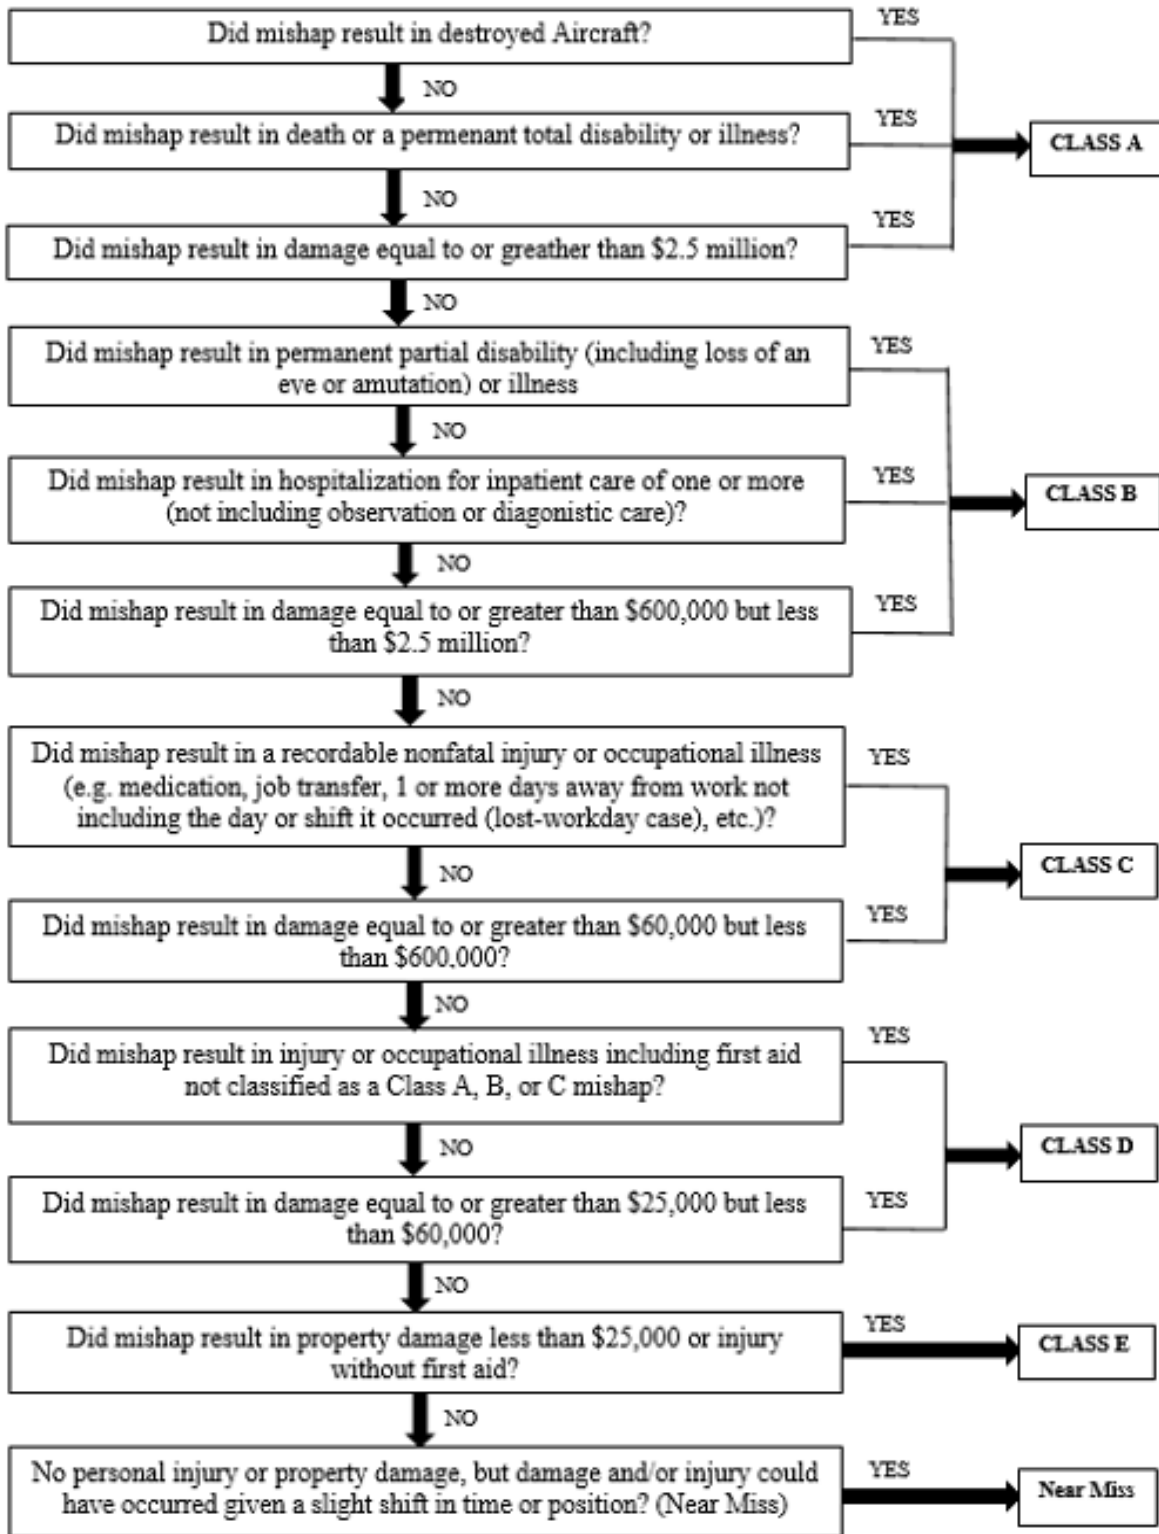 Did mishap result in destroyed Aircraft?
YES
NO
Did mishap result in death or a permenant total disability or illness?
YES
CLASS A
NO
Did mishap result in damage equal to or greather than $2.5 million?
YES
NO
Did mishap result in permanent partial disability (including loss of an
eye or amutation) or illness
YES
NO
Did mishap result in hospitalization for inpatient care of one or more
(not including observation or diagonistic care)?
YES
CLASS B
NO
Did mishap result in damage equal to or greater than $600,000 but less
than $2.5 million?
YES
NO
Did mishap result in a recordable nonfatal injury or occupational illness
(e.g. medication, job transfer, 1 or more days away from work not
including the day or shift it occurred (lost-workday case), etc.)?
YES
CLASS C
NO
Did mishap result in damage equal to or greater than $60,000 but less
than $600,000?
YES
NO
Did mishap result in injury or occupational illness including first aid
not classified as a Class A, B, or C mishap?
YES
CLASS D
NO
Did mishap result in damage equal to or greater than $25,000 but less
than $60,000?
YES
NO
Did mishap result in property damage less than $25,000 or injury
without first aid?
YES
CLASS E
NO
No personal injury or property damage, but damage and/or injury could
have occurred given a slight shift in time or position? (Near Miss)
YES
Near Miss